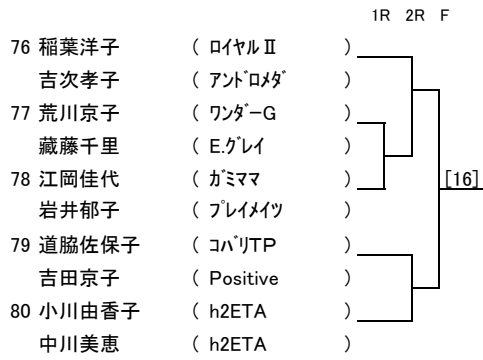 1R 2R F
76 稲葉洋子 ( ﾛｲﾔﾙⅡ )
吉次孝子 ( ｱﾝﾄﾞﾛﾒﾀﾞ )
77 荒川京子 ( ﾜﾝﾀﾞｰG )
藏藤千里 ( E.ｸﾞﾚｲ )
78 江岡佳代 ( ｶﾞﾐﾏﾏ ) [16]
岩井郁子 ( ﾌﾟﾚｲﾒｲﾂ )
79 道脇佐保子 ( ｺﾊﾞﾘTP )
吉田京子 ( Positive )
80 小川由香子 ( h2ETA )
中川美恵 ( h2ETA )